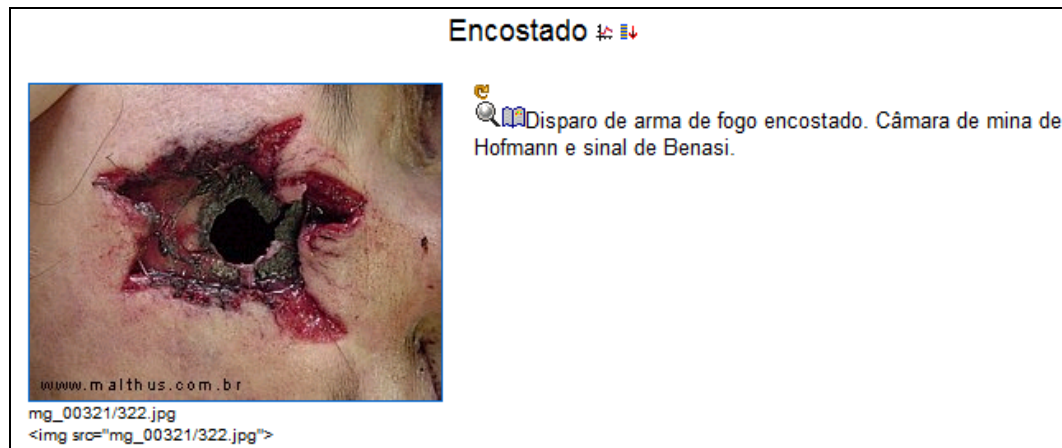 Encostado
Disparo de arma de fogo encostado. Câmara de mina de
Hofmann e sinal de Benasi.
www.malthus.com.br
mg_00321/322.jpg
<img src="mg_00321/322.jpg">